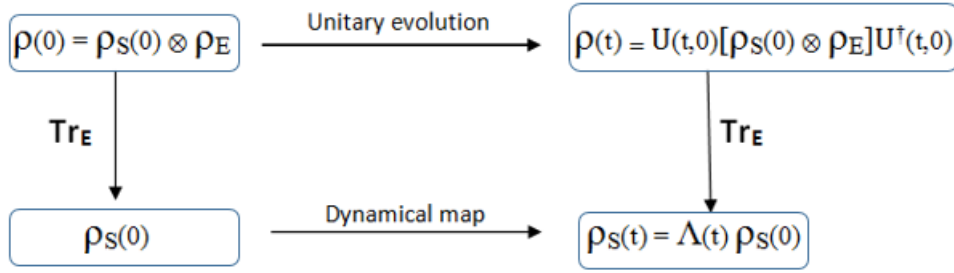 Unitary evolution
ρ(0) = ρS(0) ⊗ ρE
ρ(t) = U(t,0)[ρS(0) ⊗ ρE]U†(t,0)
TrE
TrE
Dynamical map
ρS(0)
ρS(t) = Λ(t) ρS(0)